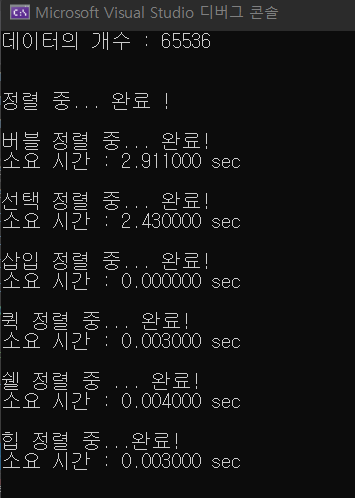 Microsoft Visual Studio 디버그 콘솔
데이터의 개수 : 65536
정렬 중... 완료 !
버블 정렬 중... 완료!
소요 시간 : 2.911000 sec
선택 정렬 중... 완료!
소요 시간 : 2.430000 sec
삽입 정렬 중... 완료!
소요 시간 : 0.000000 sec
퀵 정렬 중... 완료!
소요 시간 : 0.003000 sec
쉘 정렬 중 ... 완료!
소요 시간 : 0.004000 sec
힙 정렬 중...완료!
소요 시간 : 0.003000 sec